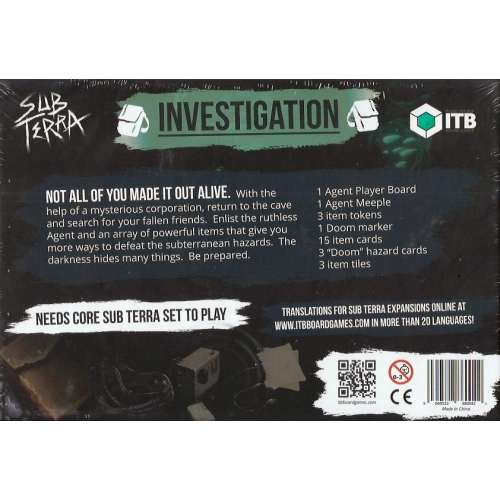 SUB
TERRA
INVESTIGATION
ITB
NOT ALL OF YOU MADE IT OUT ALIVE. With the
help of a mysterious corporation, return to the cave
and search for your fallen friends. Enlist the ruthless
Agent and an array of powerful items that give you
more ways to defeat the subterranean hazards. The
darkness hides many things. Be prepared.
1 Agent Player Board
1 Agent Meeple
3 item tokens
1 Doom marker
15 item cards
3 “Doom” hazard cards
3 item tiles
NEEDS CORE SUB TERRA SET TO PLAY
TRANSLATIONS FOR SUB TERRA EXPANSIONS ONLINE AT
WWW.ITBBOARDGAMES.COM IN MORE THAN 20 LANGUAGES!
0-3
CE
itbboardgames.com
Made in China